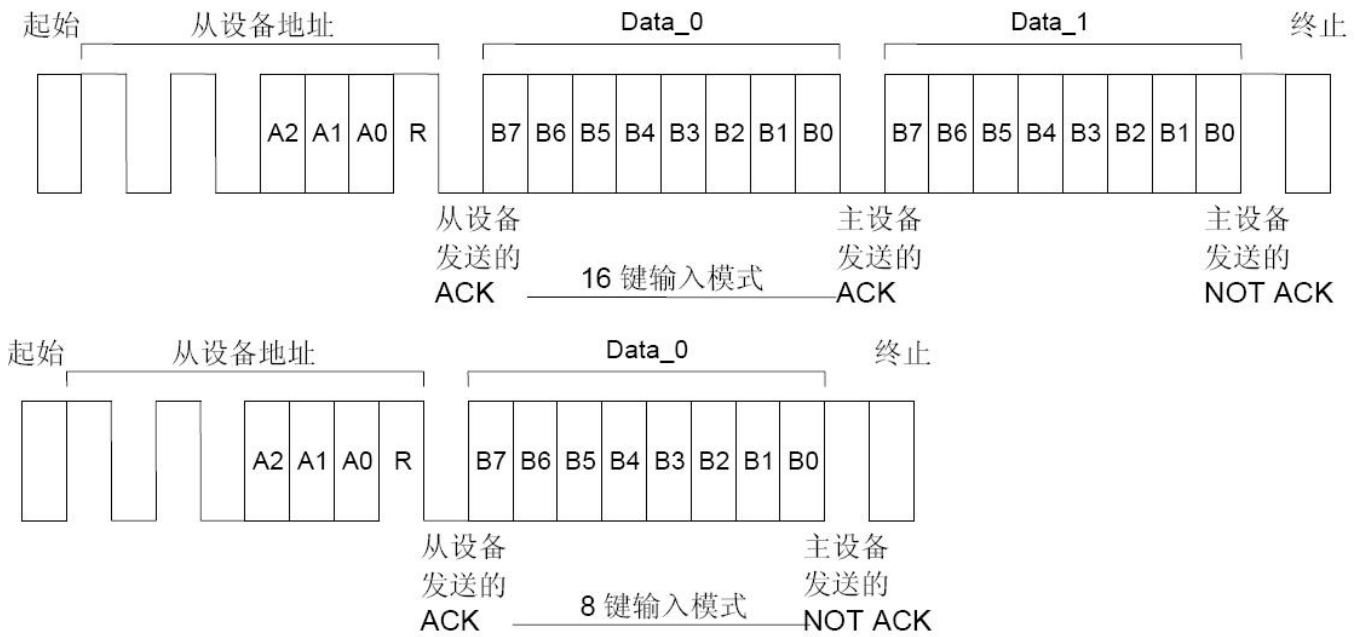 起始 从设备地址 Data_0 Data_1 终止
A2 A1 A0 R B7 B6 B5 B4 B3 B2 B1 B0 B7 B6 B5 B4 B3 B2 B1 B0
从设备 主设备 主设备
发送的 发送的 发送的
ACK 16 键输入模式 ACK NOT ACK
起始 从设备地址 Data_0 终止
A2 A1 A0 R B7 B6 B5 B4 B3 B2 B1 B0
从设备 主设备
发送的 发送的
ACK 8 键输入模式 NOT ACK